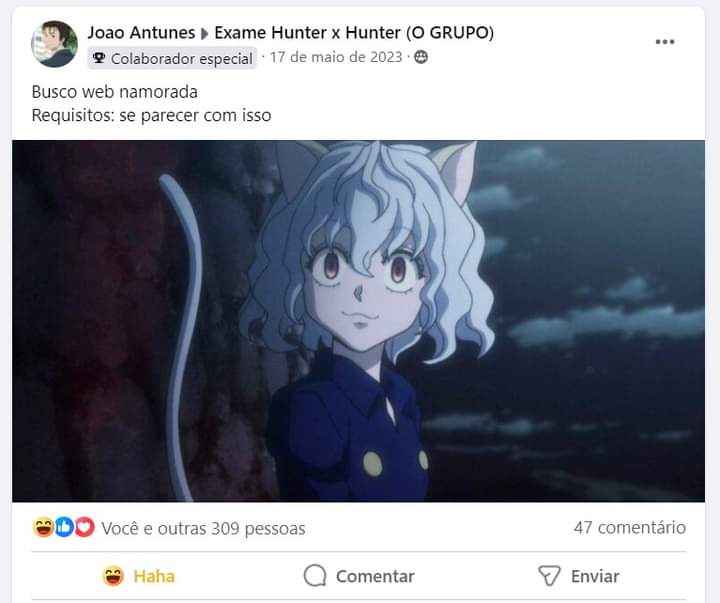 Joao Antunes Exame Hunter x Hunter (O GRUPO)
Colaborador especial · 17 de maio de 2023 ·
Busco web namorada
Requisitos: se parecer com isso
Você e outras 309 pessoas 47 comentário
Haha Comentar Enviar